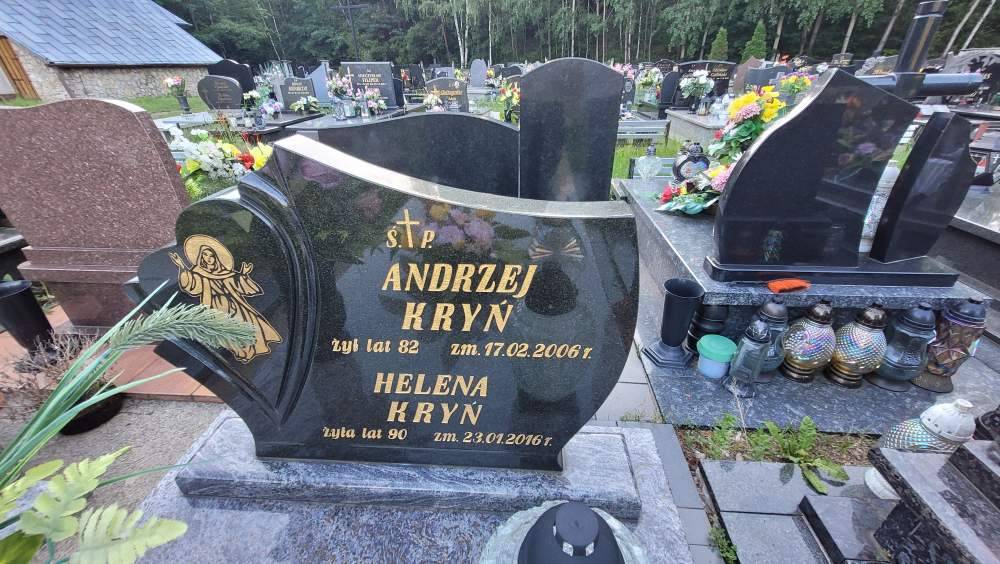 Ś. P.
ANDRZEJ
KRYŃ
żył lat 82 zm. 17.02.2006 r.
HELENA
KRYŃ
żyła lat 90 zm. 23.01.2016 r.